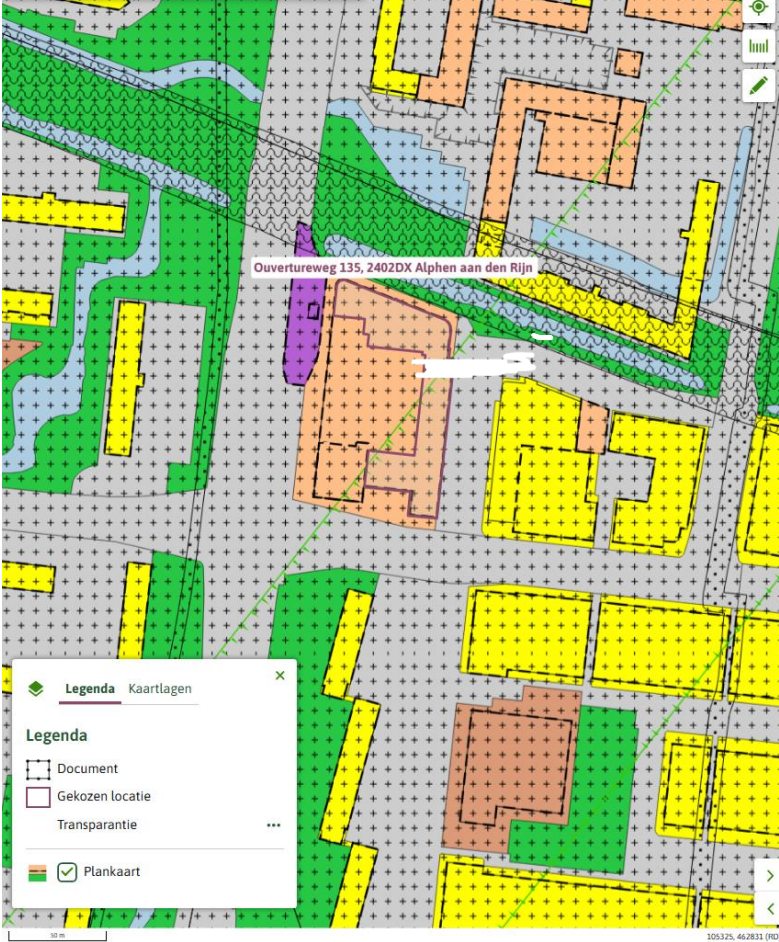 Ouvertureweg 135, 2402DX Alphen aan den Rijn
Legenda Kaartlagen
Legenda
Document
Gekozen locatie
Transparantie
Plankaart
50 m
105325, 462831 (RD